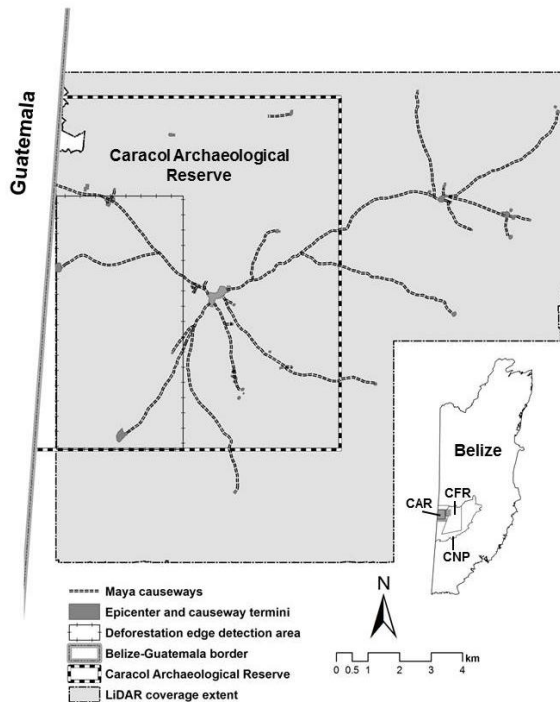 Guatemala
Caracol Archaeological
Reserve
Belize
CAR
CFR
CNP
N
Maya causeways
Epicenter and causeway termini
Deforestation edge detection area
Belize-Guatemala border
Caracol Archaeological Reserve
LiDAR coverage extent
km
0 0.5 1 2 3 4